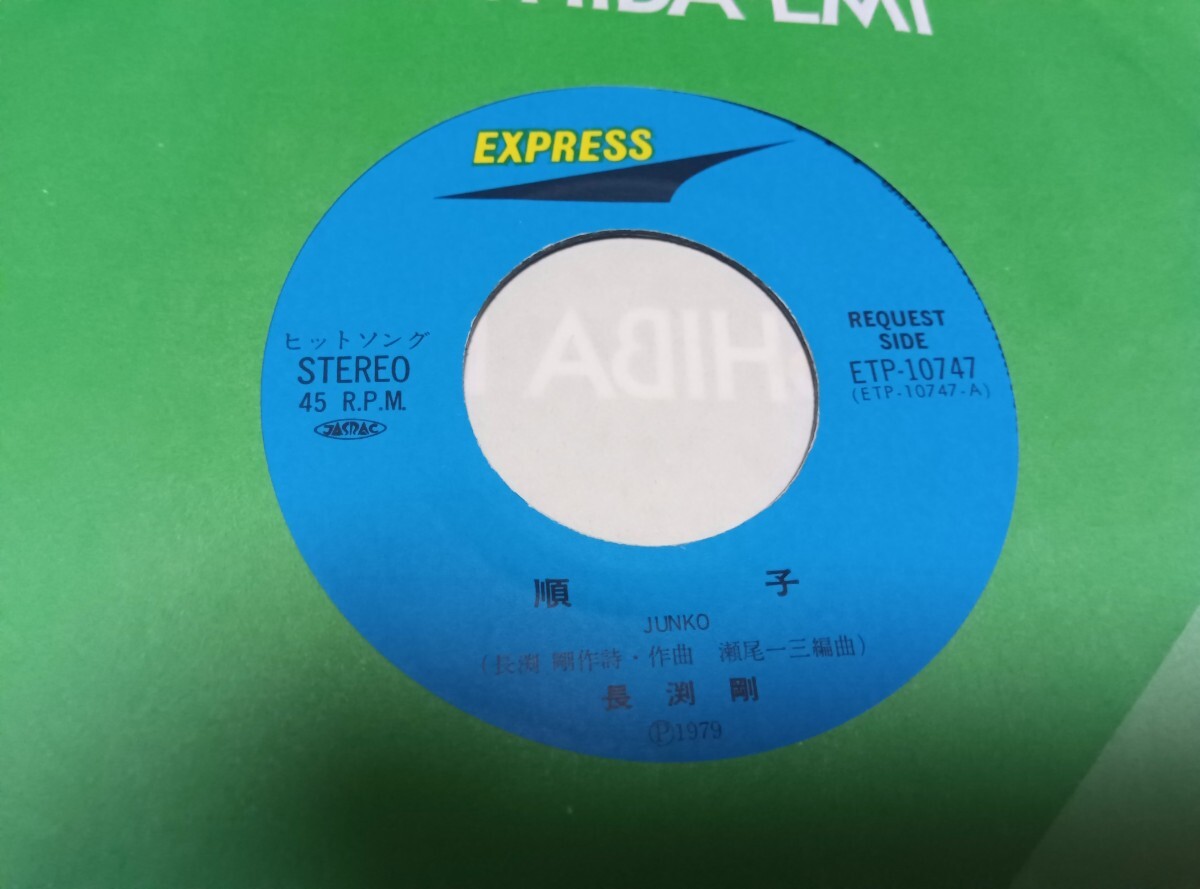 HIBA EMI
EXPRESS
ヒットソング
STEREO
45 R.P.M.
JASRAC
REQUEST
SIDE
ETP-10747
(ETP-10747-A)
HIBA
順 子
JUNKO
(長渕 剛作詩・作曲 瀬尾一三編曲)
長 渕 剛
Ⓟ1979